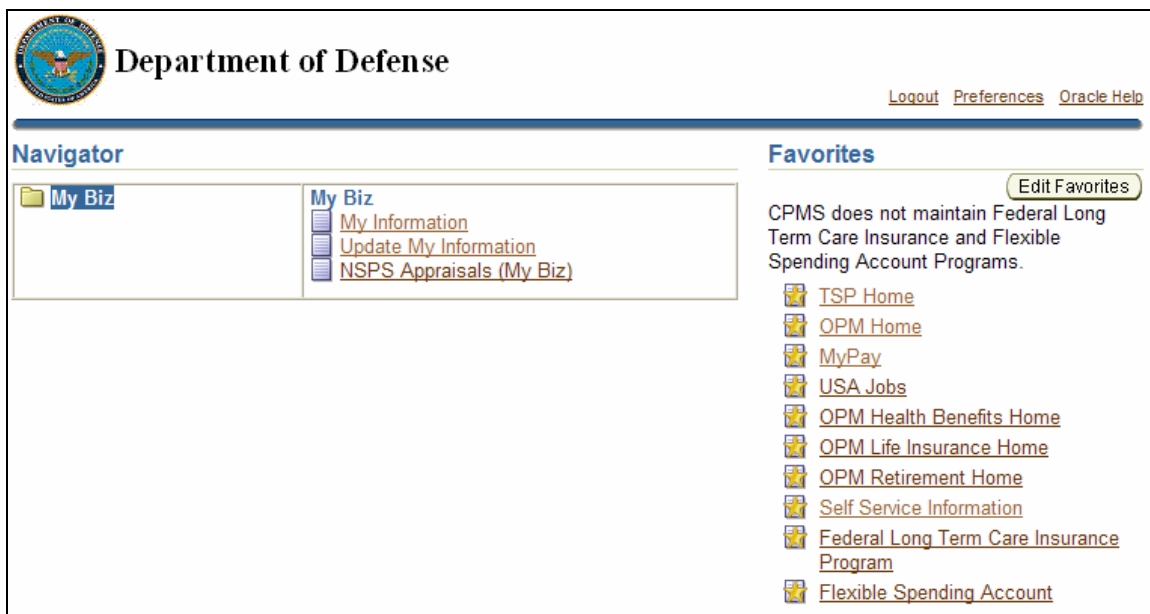 Department of Defense
Logout Preferences Oracle Help
Navigator
My Biz
My Biz
My Information
Update My Information
NSPS Appraisals (My Biz)
Favorites
Edit Favorites
CPMS does not maintain Federal Long
Term Care Insurance and Flexible
Spending Account Programs.
TSP Home
OPM Home
MyPay
USA Jobs
OPM Health Benefits Home
OPM Life Insurance Home
OPM Retirement Home
Self Service Information
Federal Long Term Care Insurance
Program
Flexible Spending Account